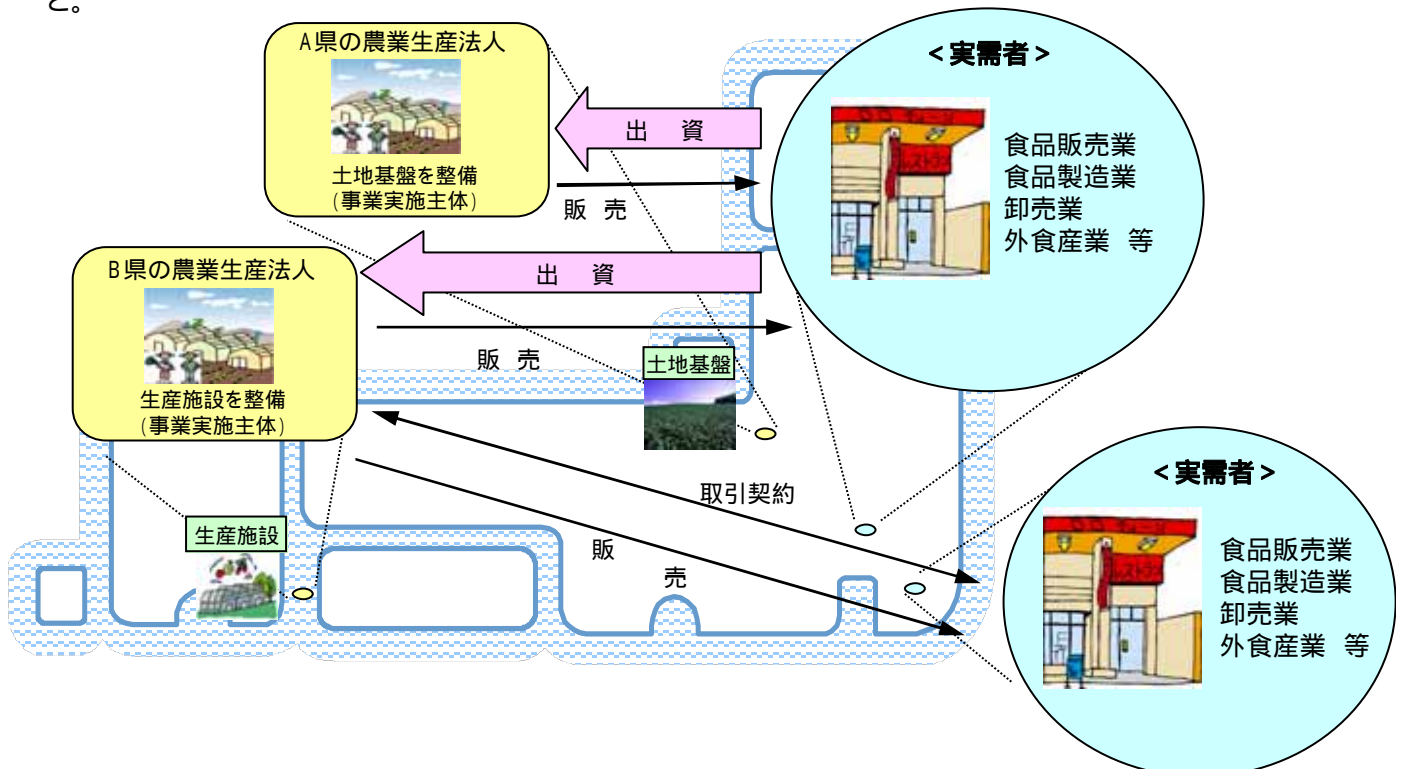 と。
A県の農業生産法人
土地基盤を整備
(事業実施主体)
出 資
販 売
<実需者>
食品販売業
食品製造業
卸売業
外食産業 等
B県の農業生産法人
生産施設を整備
(事業実施主体)
出 資
販 売
土地基盤
取引契約
販
売
生産施設
<実需者>
食品販売業
食品製造業
卸売業
外食産業 等